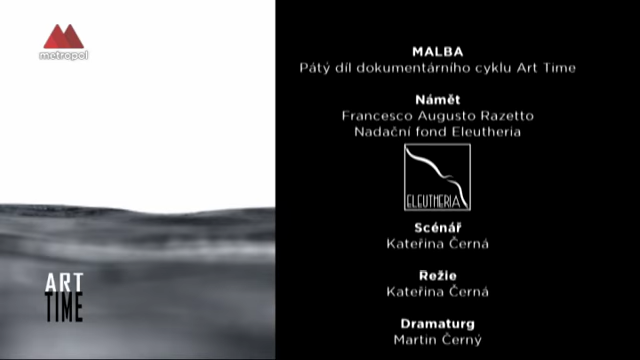 metropol
MALBA
Pátý díl dokumentárního cyklu Art Time
Námět
Francesco Augusto Razetto
Nadační fond Eleutheria
ELEUTHERIA
Scénář
Kateřina Černá
Režie
Kateřina Černá
Dramaturg
Martin Černý
ART
TIME